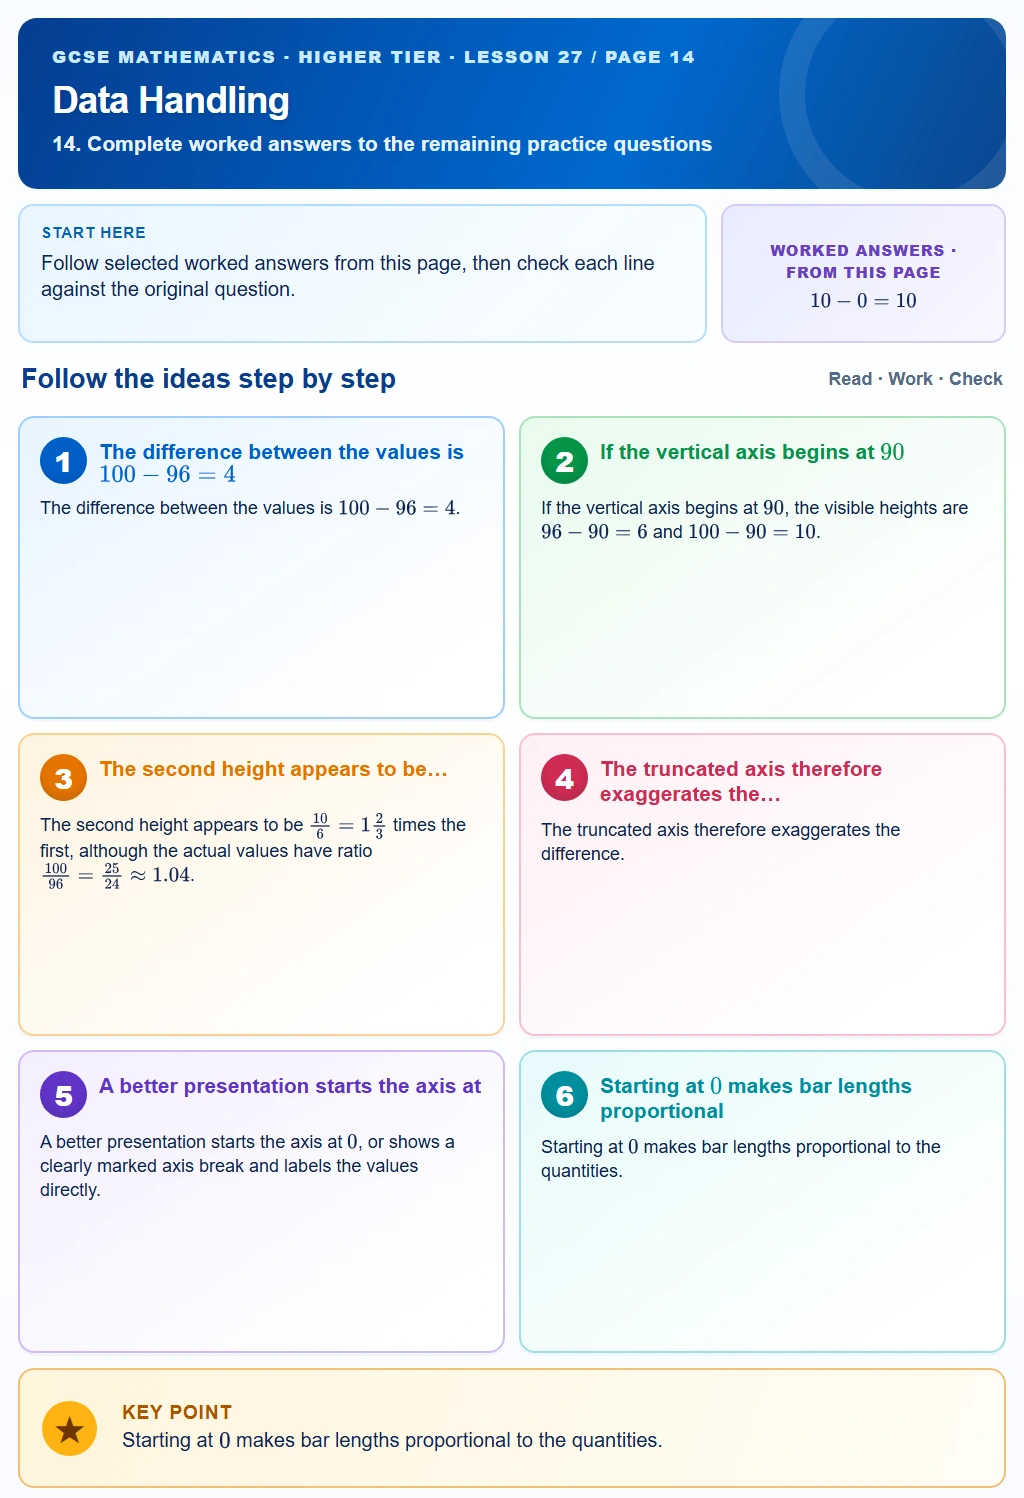 GCSE MATHEMATICS · HIGHER TIER · LESSON 27 / PAGE 14
Data Handling
14. Complete worked answers to the remaining practice questions
START HERE
Follow selected worked answers from this page, then check each line
against the original question.
WORKED ANSWERS ·
FROM THIS PAGE
10 − 0 = 10
Follow the ideas step by step
Read · Work · Check
1
The difference between the values is
100 − 96 = 4
The difference between the values is 100 − 96 = 4.
2
If the vertical axis begins at 90
If the vertical axis begins at 90, the visible heights are
96 − 90 = 6 and 100 − 90 = 10.
3
The second height appears to be…
The second height appears to be 10/6 = 1 2/3 times the
first, although the actual values have ratio
100/96 = 25/24 ≈ 1.04.
4
The truncated axis therefore
exaggerates the…
The truncated axis therefore exaggerates the
difference.
5
A better presentation starts the axis at
A better presentation starts the axis at 0, or shows a
clearly marked axis break and labels the values
directly.
6
Starting at 0 makes bar lengths
proportional
Starting at 0 makes bar lengths proportional to the
quantities.
KEY POINT
Starting at 0 makes bar lengths proportional to the quantities.